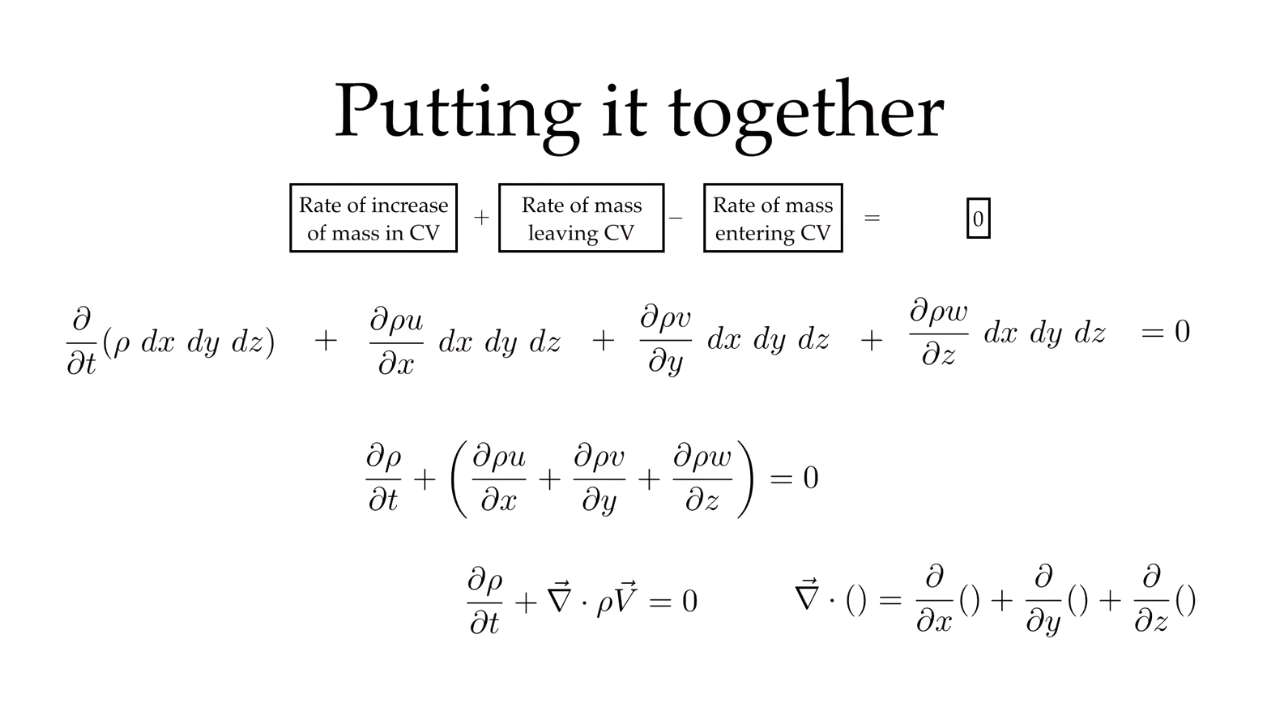 Putting it together
Rate of increase of mass in CV + Rate of mass leaving CV − Rate of mass entering CV = 0
∂/∂t (ρ dx dy dz) + ∂ρu/∂x dx dy dz + ∂ρv/∂y dx dy dz + ∂ρw/∂z dx dy dz = 0
∂ρ/∂t + (∂ρu/∂x + ∂ρv/∂y + ∂ρw/∂z) = 0
∂ρ/∂t + ∇⃗ · ρV⃗ = 0    ∇⃗ · () = ∂/∂x () + ∂/∂y () + ∂/∂z ()